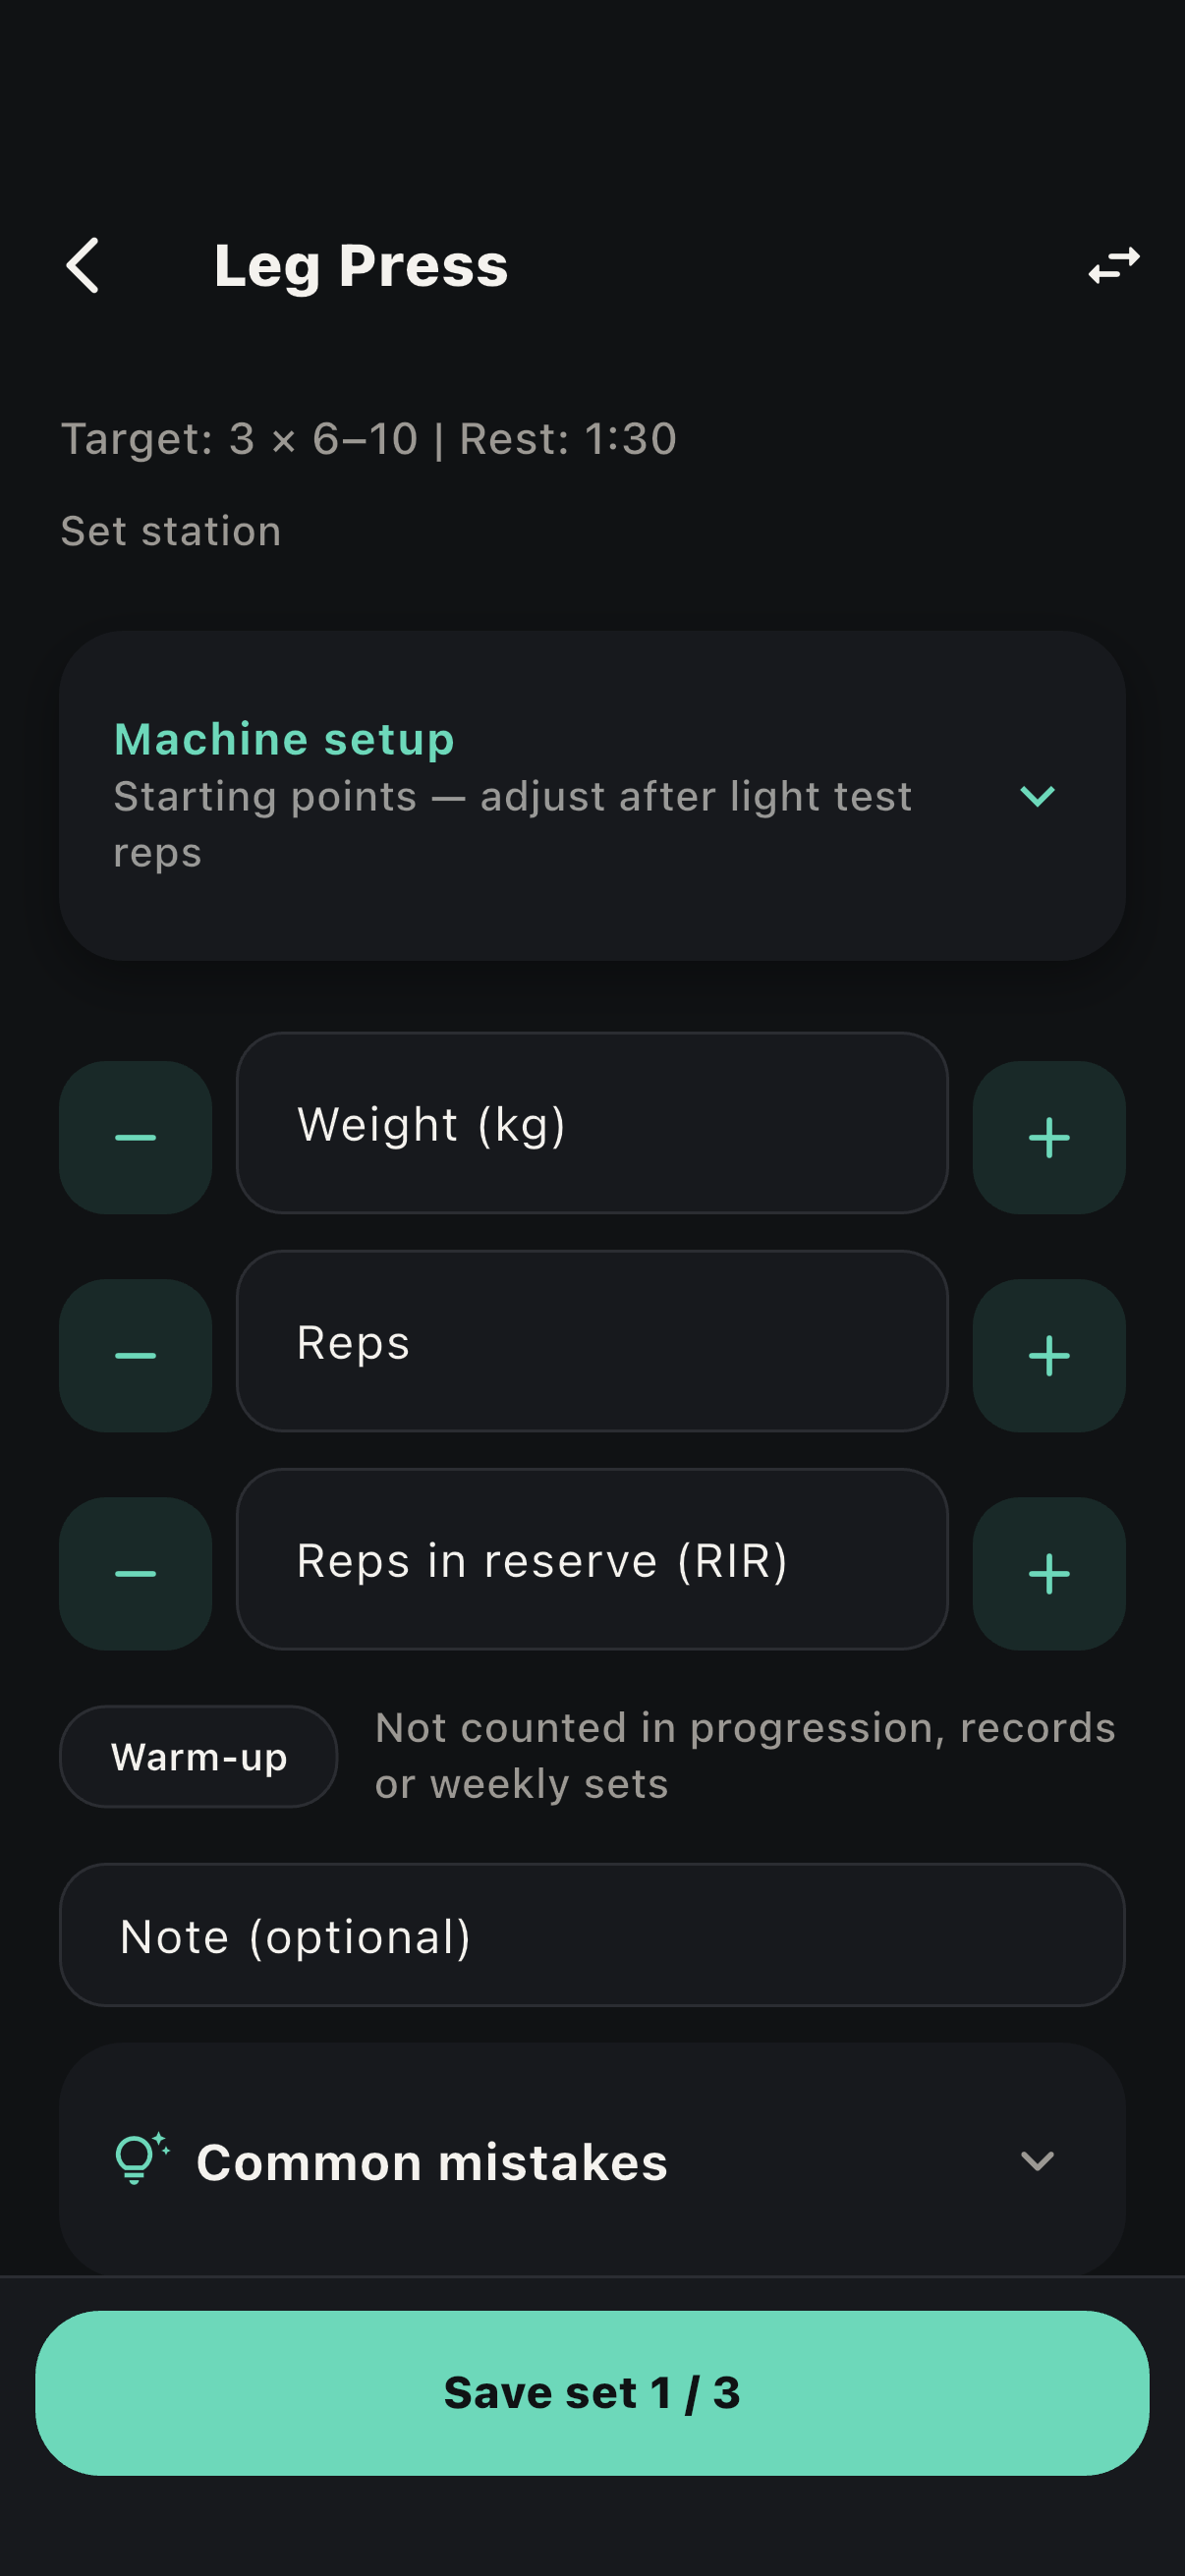 Leg Press
Target: 3 × 6–10 | Rest: 1:30
Set station
Machine setup
Starting points — adjust after light test
reps
Weight (kg)
Reps
Reps in reserve (RIR)
Warm-up
Not counted in progression, records
or weekly sets
Note (optional)
Common mistakes
Save set 1 / 3